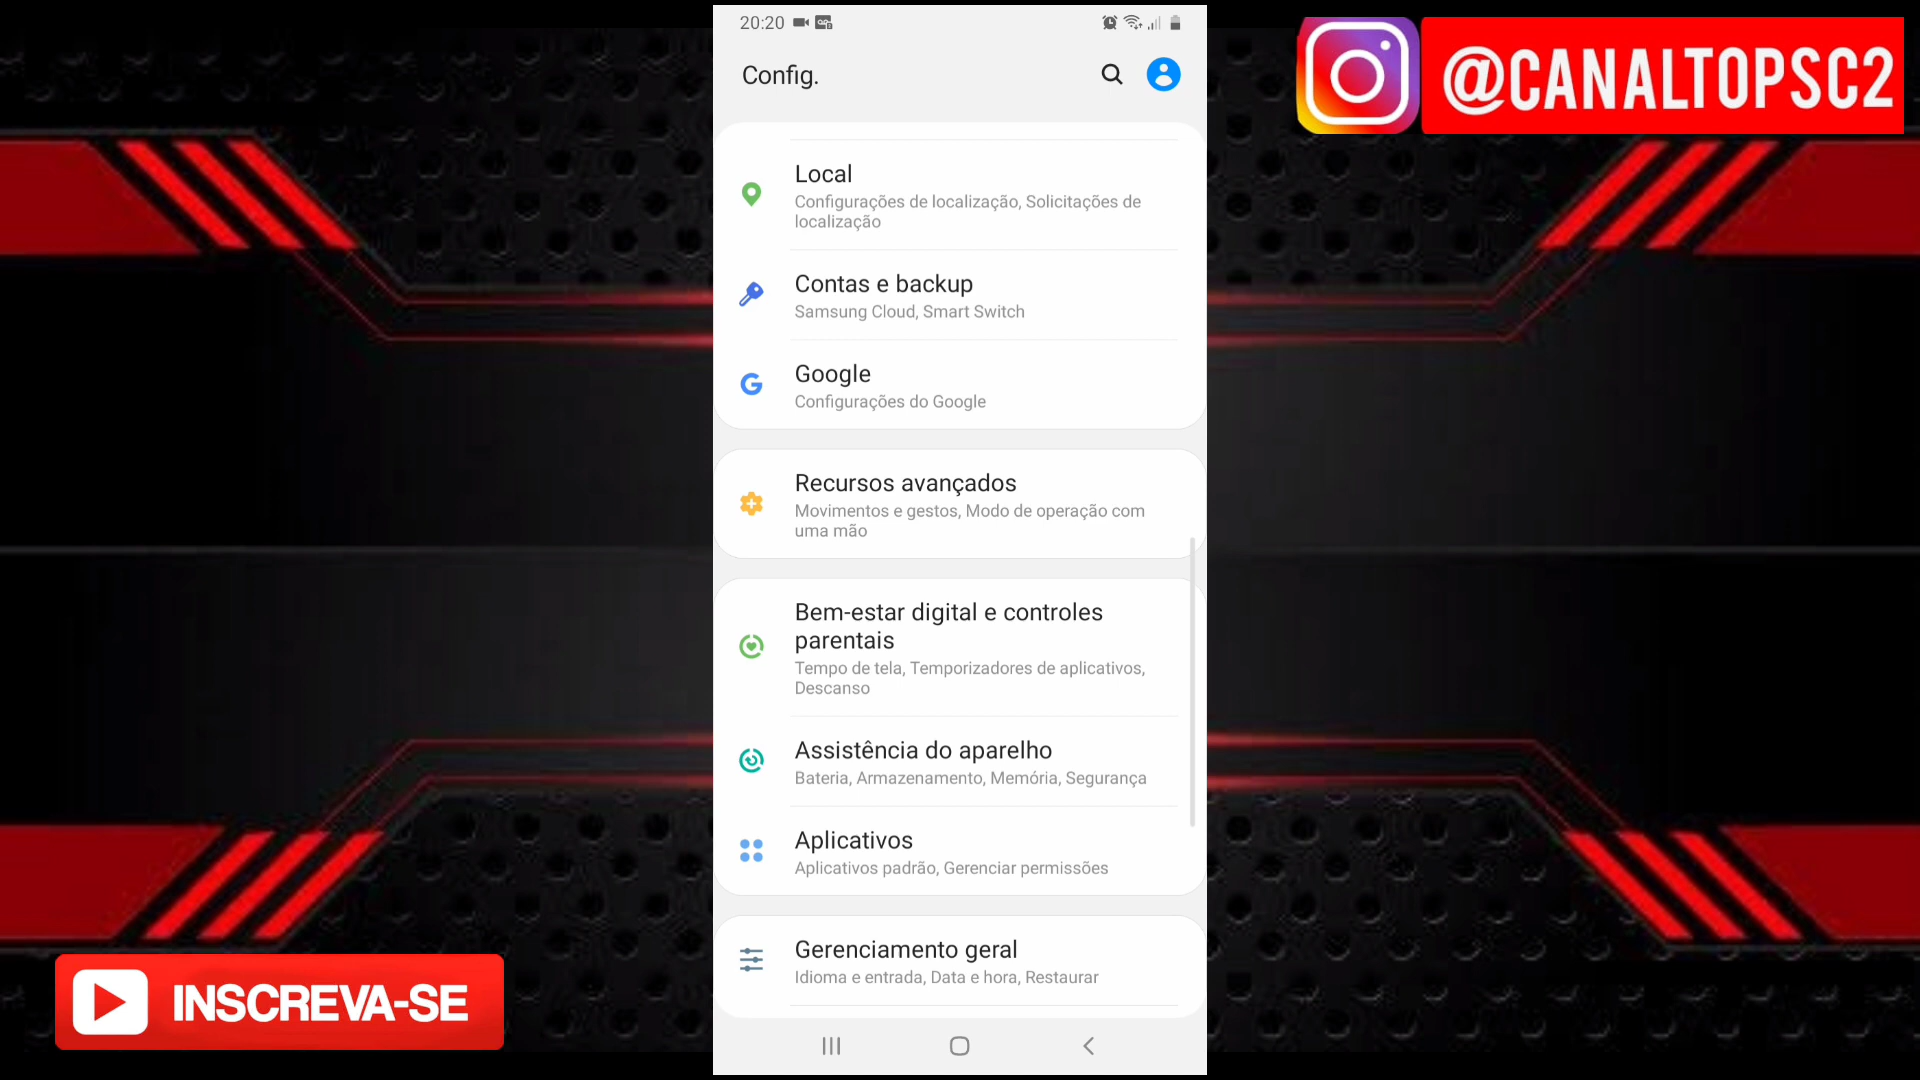 20:20
@CANALTOPSC2
Config.
Local
Configurações de localização, Solicitações de
localização
Contas e backup
Samsung Cloud, Smart Switch
Google
Configurações do Google
Recursos avançados
Movimentos e gestos, Modo de operação com
uma mão
Bem-estar digital e controles
parentais
Tempo de tela, Temporizadores de aplicativos,
Descanso
Assistência do aparelho
Bateria, Armazenamento, Memória, Segurança
Aplicativos
Aplicativos padrão, Gerenciar permissões
Gerenciamento geral
Idioma e entrada, Data e hora, Restaurar
INSCREVA-SE